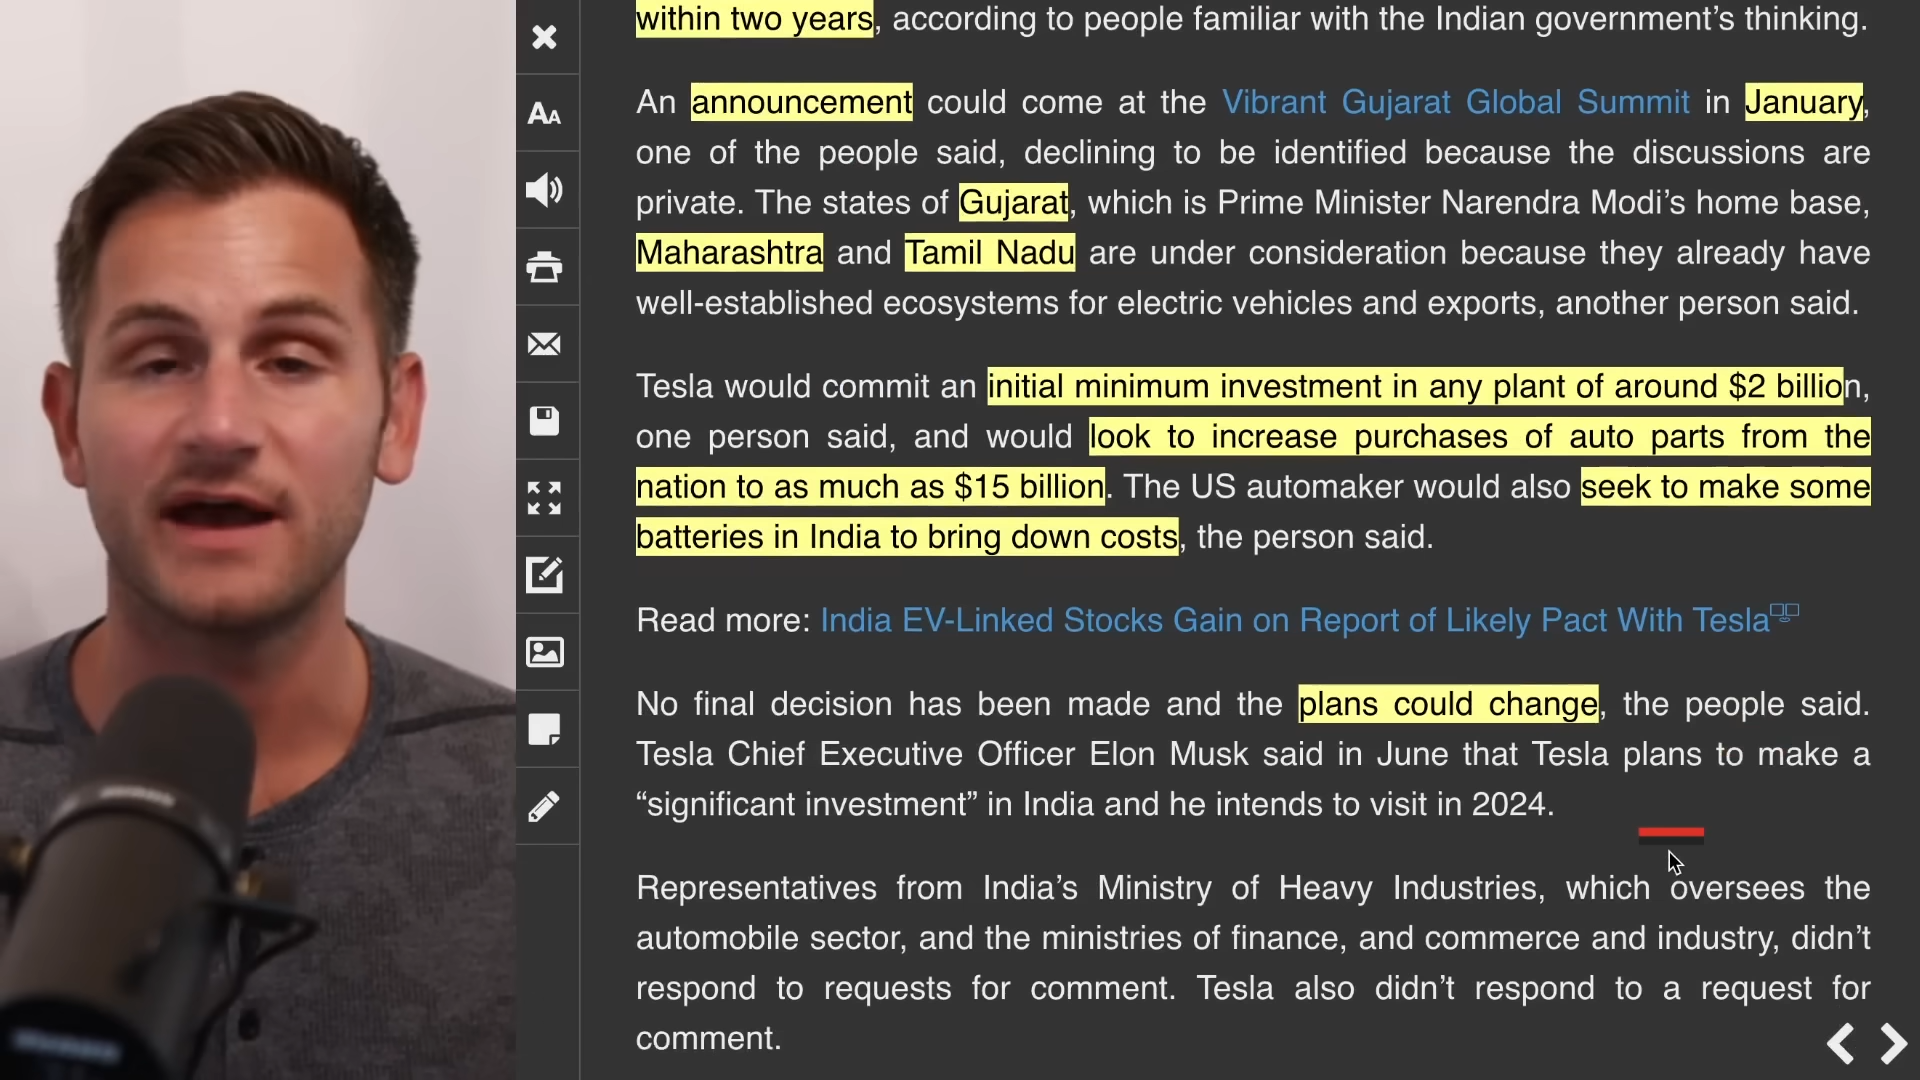 within two years, according to people familiar with the Indian government’s thinking.
An announcement could come at the Vibrant Gujarat Global Summit in January,
one of the people said, declining to be identified because the discussions are
private. The states of Gujarat, which is Prime Minister Narendra Modi’s home base,
Maharashtra and Tamil Nadu are under consideration because they already have
well-established ecosystems for electric vehicles and exports, another person said.
Tesla would commit an initial minimum investment in any plant of around $2 billion,
one person said, and would look to increase purchases of auto parts from the
nation to as much as $15 billion. The US automaker would also seek to make some
batteries in India to bring down costs, the person said.
Read more: India EV-Linked Stocks Gain on Report of Likely Pact With Tesla
No final decision has been made and the plans could change, the people said.
Tesla Chief Executive Officer Elon Musk said in June that Tesla plans to make a
“significant investment” in India and he intends to visit in 2024.
Representatives from India’s Ministry of Heavy Industries, which oversees the
automobile sector, and the ministries of finance, and commerce and industry, didn’t
respond to requests for comment. Tesla also didn’t respond to a request for
comment.
AA